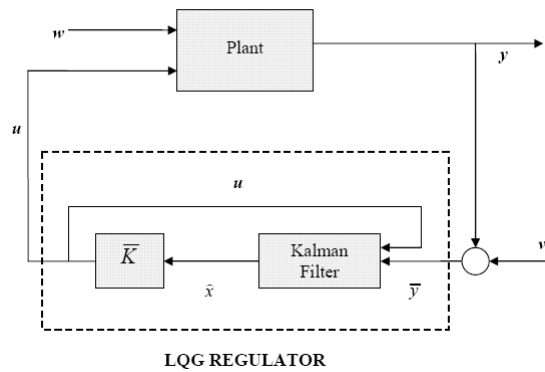 w
Plant
y
u
u
K̅
Kalman
Filter
x̂
y̅
v
LQG REGULATOR